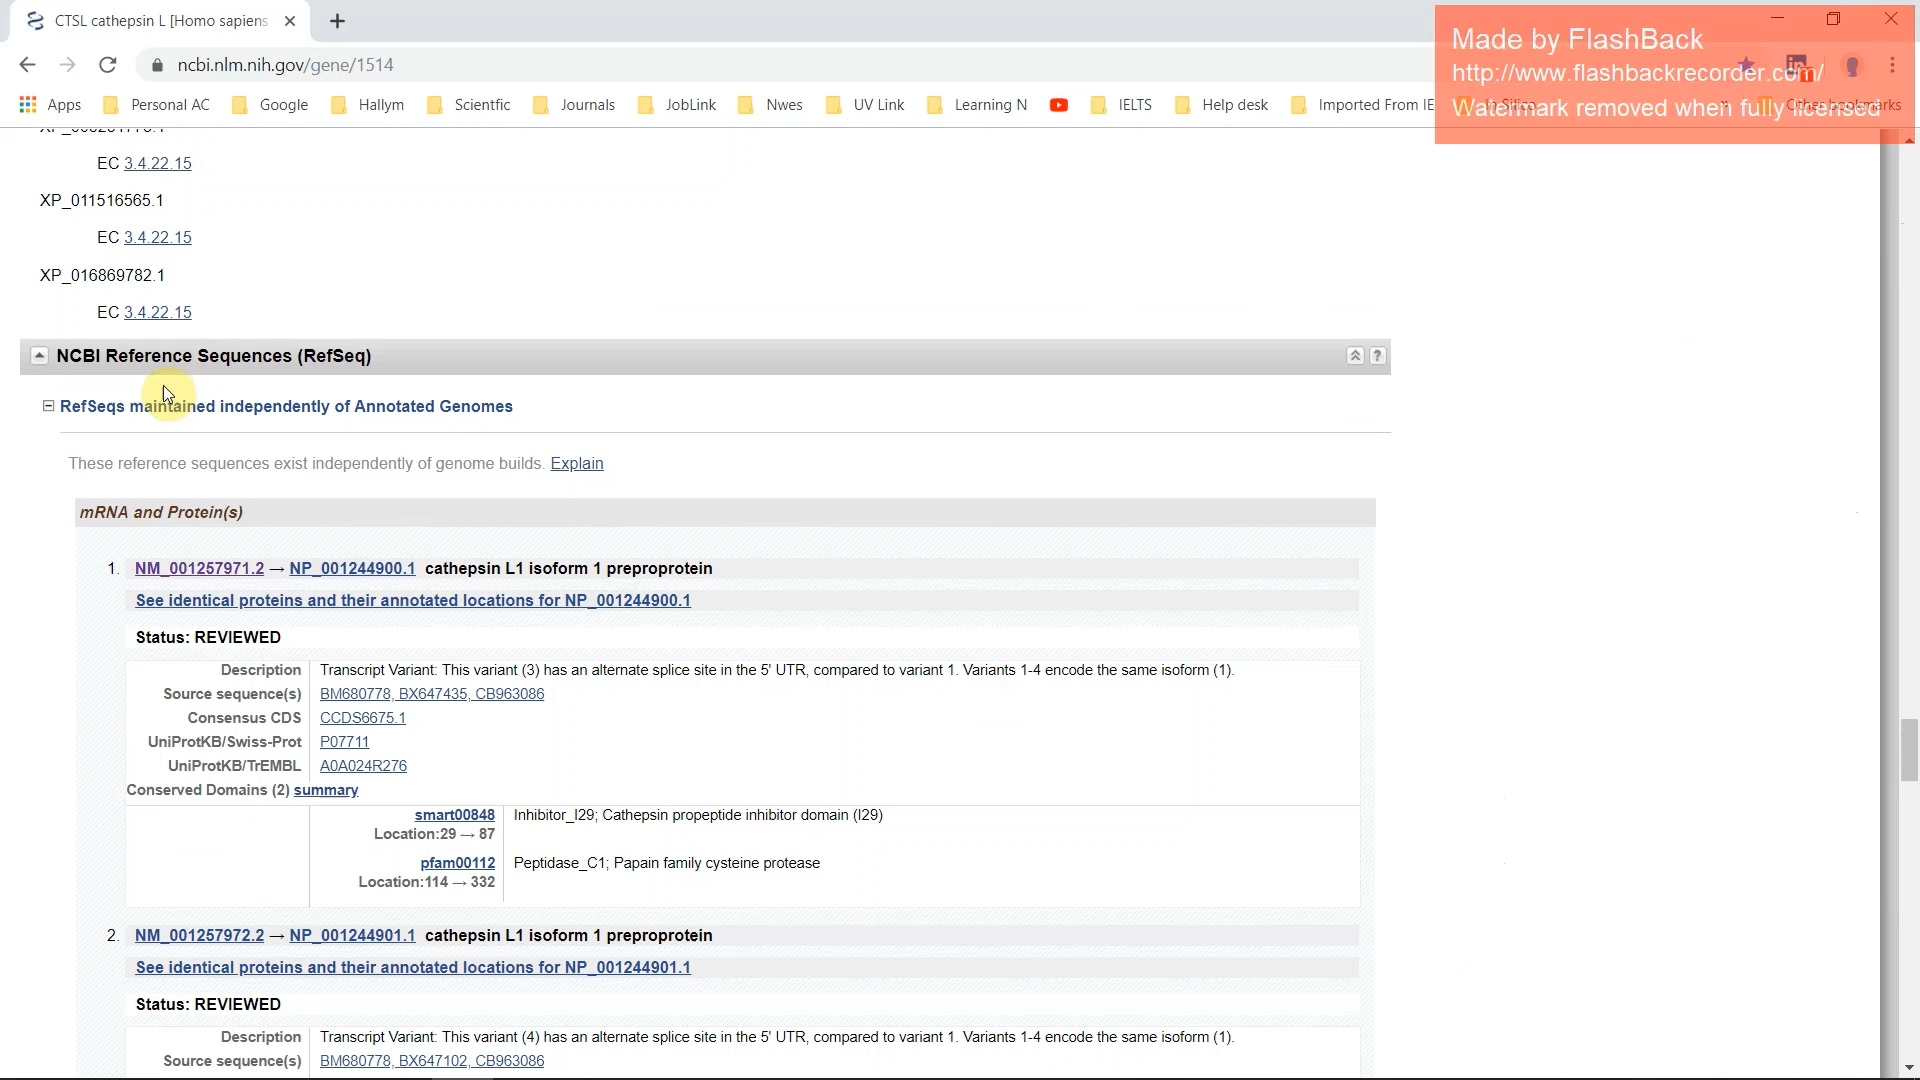 CTSL cathepsin L [Homo sapiens
Made by FlashBack
http://www.flashbackrecorder.com/
Watermark removed when fully licensed
ncbi.nlm.nih.gov/gene/1514
Apps Personal AC Google Hallym Scientfic Journals JobLink Nwes UV Link Learning N IELTS Help desk Imported From IE In Silico Other bookmarks
EC 3.4.22.15
XP_011516565.1
EC 3.4.22.15
XP_016869782.1
EC 3.4.22.15
NCBI Reference Sequences (RefSeq)
?
RefSeqs maintained independently of Annotated Genomes
These reference sequences exist independently of genome builds. Explain
mRNA and Protein(s)
1. NM_001257971.2 → NP_001244900.1 cathepsin L1 isoform 1 preproprotein
See identical proteins and their annotated locations for NP_001244900.1
Status: REVIEWED
Description Transcript Variant: This variant (3) has an alternate splice site in the 5' UTR, compared to variant 1. Variants 1-4 encode the same isoform (1).
Source sequence(s) BM680778, BX647435, CB963086
Consensus CDS CCDS6675.1
UniProtKB/Swiss-Prot P07711
UniProtKB/TrEMBL A0A024R276
Conserved Domains (2) summary
smart00848 Inhibitor_I29; Cathepsin propeptide inhibitor domain (I29)
Location:29 → 87
pfam00112 Peptidase_C1; Papain family cysteine protease
Location:114 → 332
2. NM_001257972.2 → NP_001244901.1 cathepsin L1 isoform 1 preproprotein
See identical proteins and their annotated locations for NP_001244901.1
Status: REVIEWED
Description Transcript Variant: This variant (4) has an alternate splice site in the 5' UTR, compared to variant 1. Variants 1-4 encode the same isoform (1).
Source sequence(s) BM680778, BX647102, CB963086